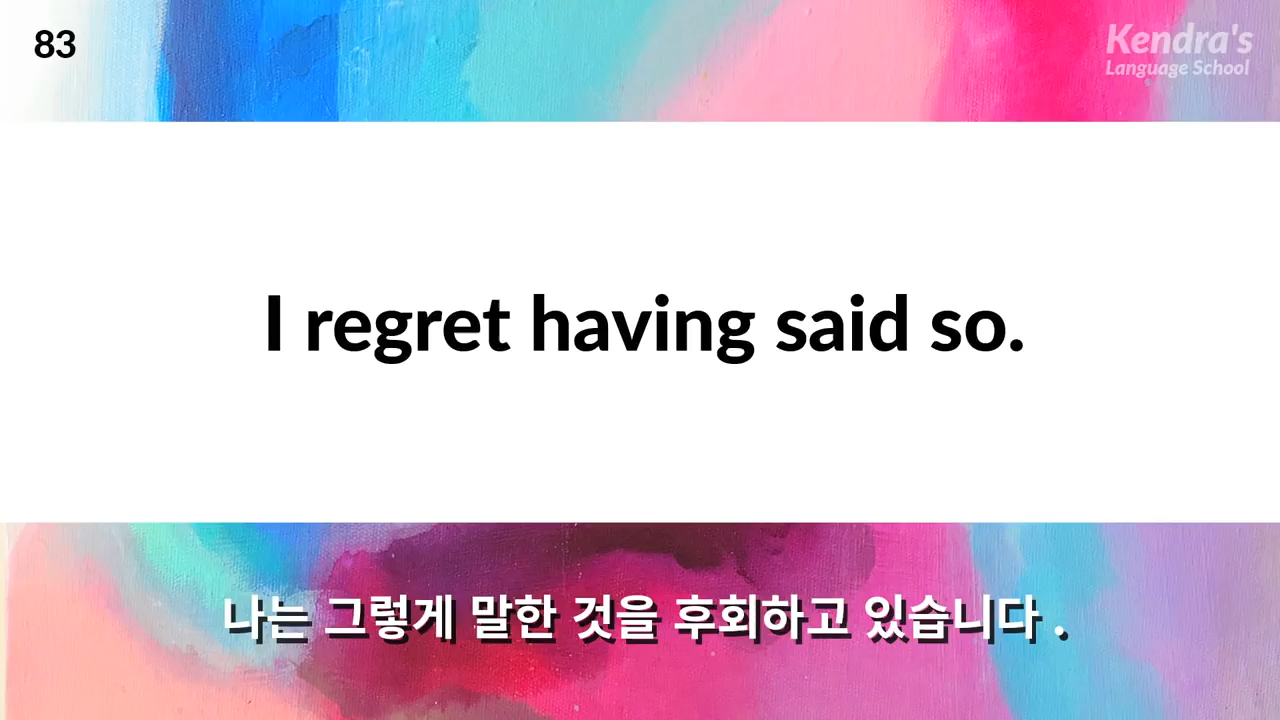 83
Kendra's
Language School
I regret having said so.
나는 그렇게 말한 것을 후회하고 있습니다 .